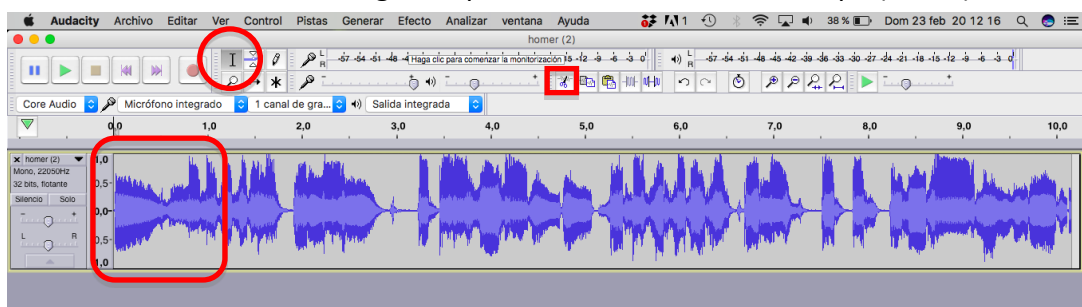 Audacity Archivo Editar Ver Control Pistas Generar Efecto Analizar ventana Ayuda 1 38 % Dom 23 feb 20 12 16
homer (2)
L R -57 -54 -51 -48 -4 Haga clic para comenzar la monitorización 15 -12 -9 -6 -3 0 L R -57 -54 -51 -48 -45 -42 -39 -36 -33 -30 -27 -24 -21 -18 -15 -12 -9 -6 -3 0
- + - + - +
Core Audio Micrófono integrado 1 canal de gra... Salida integrada
0,0 1,0 2,0 3,0 4,0 5,0 6,0 7,0 8,0 9,0 10,0
x homer (2) 1,0
Mono, 22050Hz
32 bits, flotante 0,5-
Silencio Solo
- + 0,0-
L R 0,5-
1,0